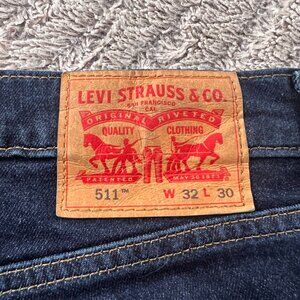 LEVI STRAUSS & CO.
SAN FRANCISCO
CAL.
ORIGINAL RIVETED
QUALITY CLOTHING
PATENTED MAY 20 1873
511™ W 32 L 30